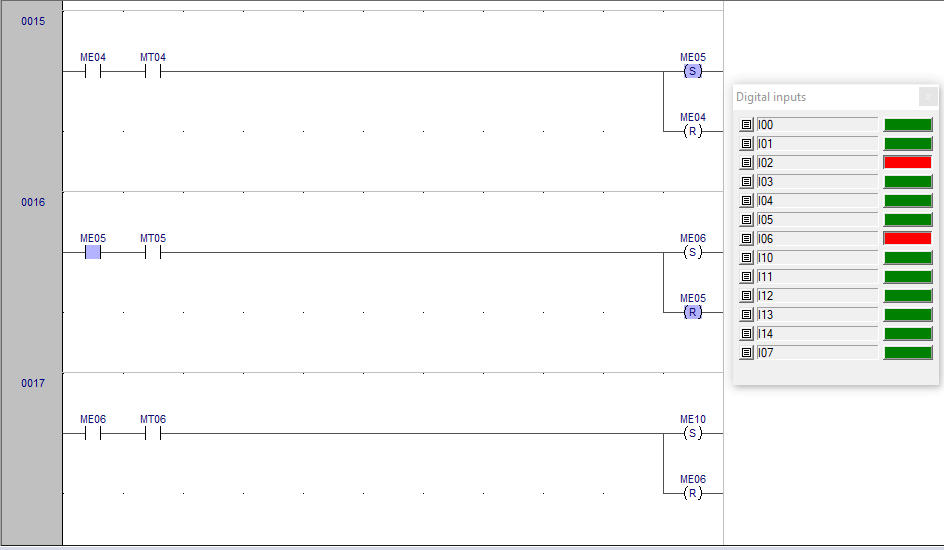 0015
ME04 MT04 ME05
S
ME04
R
0016
ME05 MT05 ME06
S
ME05
R
0017
ME06 MT06 ME10
S
ME06
R
Digital inputs
I00
I01
I02
I03
I04
I05
I06
I10
I11
I12
I13
I14
I07